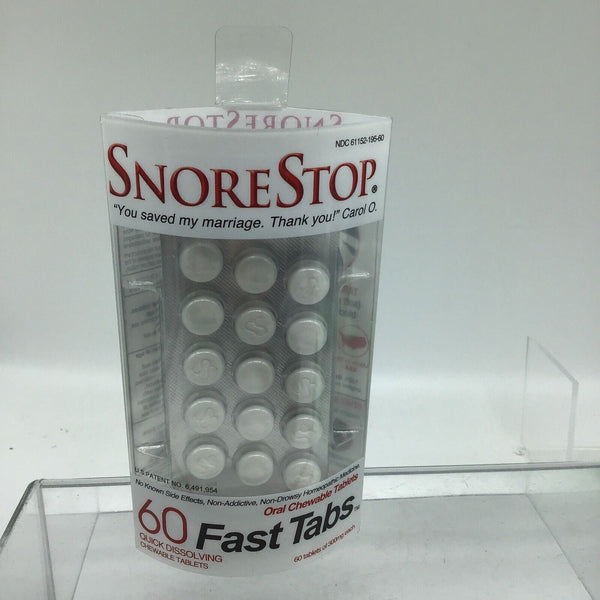 SNORESTOP
NDC 61152-195-60
SNORESTOP®
"You saved my marriage. Thank you!" Carol O.
U.S PATENT NO 6,491,954
No Known Side Effects, Non-Addictive, Non-Drowsy Homeopathic Medicine.
Oral Chewable Tablets
60 Fast Tabs™
QUICK DISSOLVING
CHEWABLE TABLETS
60 tablets of 300mg each